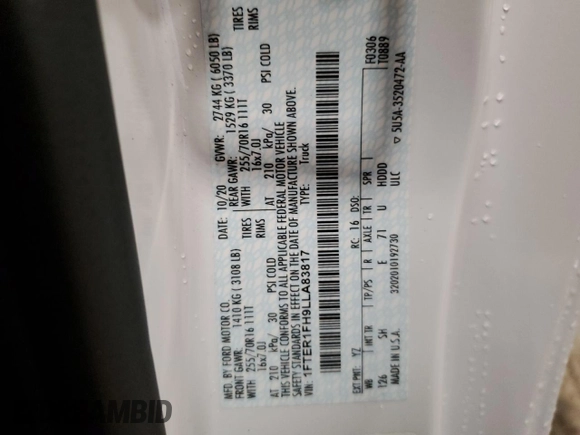 MFD. BY FORD MOTOR CO.
DATE: 10/20 GVWR: 2744 KG ( 6050 LB)
FRONT GAWR: 1410 KG ( 3108 LB) REAR GAWR: 1529 KG ( 3370 LB)
WITH 255/70R16 111T TIRES WITH 255/70R16 111T TIRES
16x7.0J RIMS 16x7.0J RIMS
AT 210 kPa/ 30 PSI COLD AT 210 kPa/ 30 PSI COLD
THIS VEHICLE CONFORMS TO ALL APPLICABLE FEDERAL MOTOR VEHICLE
SAFETY STANDARDS IN EFFECT ON THE DATE OF MANUFACTURE SHOWN ABOVE.
VIN: 1FTER1FH9LLA83817 TYPE: Truck
F0306
T0889
EXT PNT: YZ RC: 16 DSO:
WB INT TR TP/PS R AXLE TR SPR
126 SH E 71 U HDDD
3202010192730 ULC
MADE IN U.S.A. 5U5A-3520472-AA
AMBID